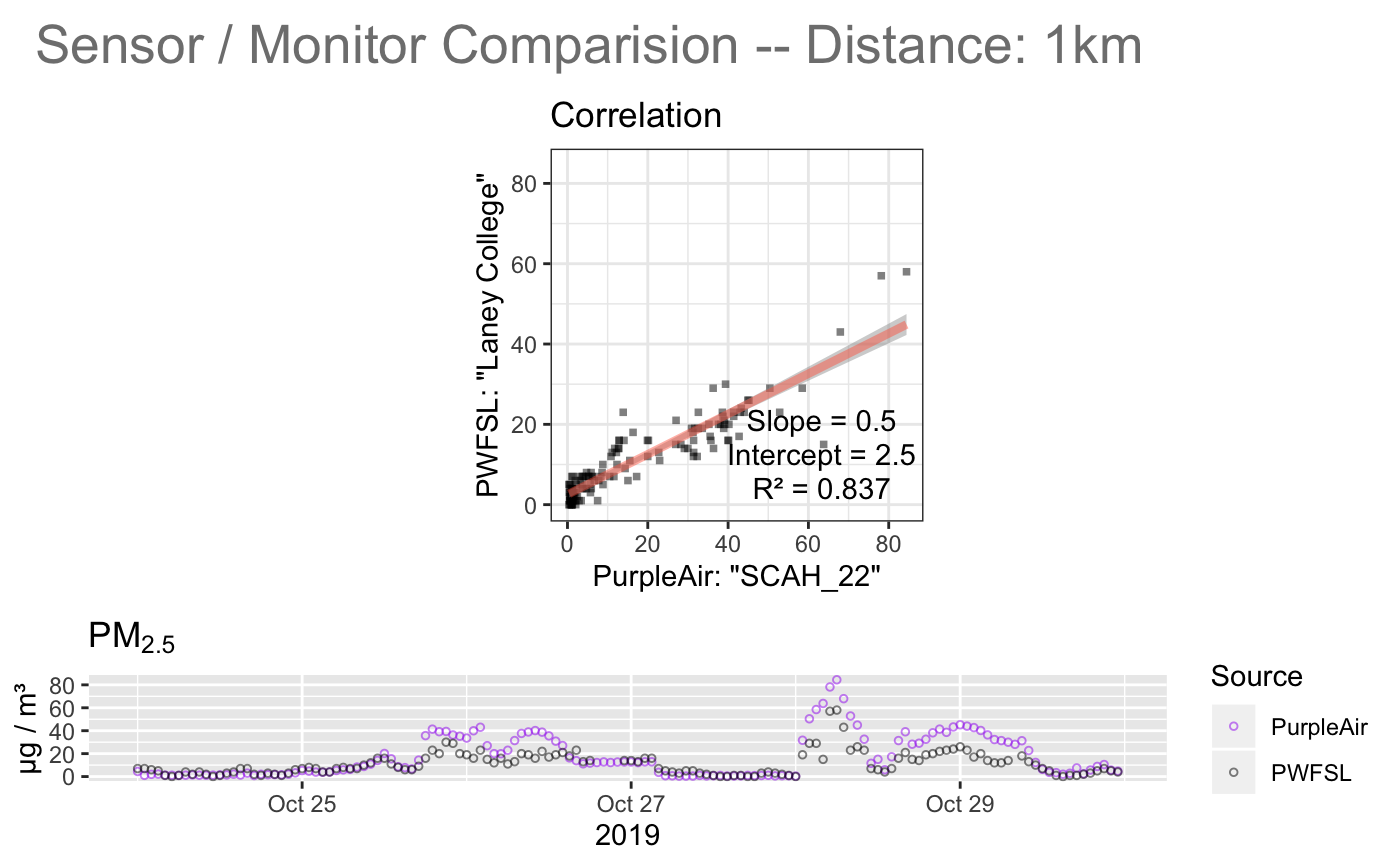 Sensor / Monitor Comparision -- Distance: 1km
Correlation
PWFSL: "Laney College"
80
60
40
20
0
Slope = 0.5
Intercept = 2.5
R² = 0.837
0 20 40 60 80
PurpleAir: "SCAH_22"
PM2.5
µg / m³
80
60
40
20
0
Oct 25 Oct 27 Oct 29
2019
Source
PurpleAir
PWFSL